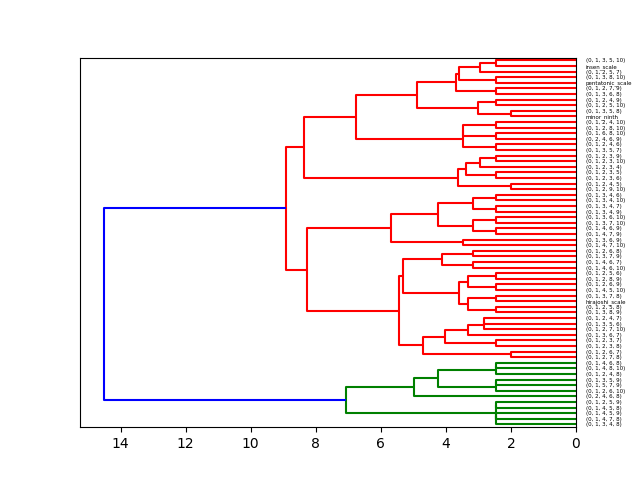 (0, 1, 3, 5, 10)
insen_scale
(0, 1, 2, 5, 7)
(0, 1, 3, 8, 10)
pentatonic_scale
(0, 1, 2, 7, 9)
(0, 1, 3, 6, 8)
(0, 1, 2, 4, 9)
(0, 1, 2, 5, 10)
(0, 1, 3, 5, 8)
minor_ninth
(0, 1, 2, 4, 10)
(0, 1, 2, 8, 10)
(0, 1, 6, 8, 10)
(0, 2, 4, 6, 9)
(0, 1, 2, 4, 6)
(0, 1, 3, 5, 7)
(0, 1, 2, 3, 9)
(0, 1, 2, 3, 10)
(0, 1, 2, 3, 4)
(0, 1, 2, 3, 5)
(0, 1, 2, 3, 6)
(0, 1, 2, 4, 5)
(0, 1, 2, 9, 10)
(0, 1, 3, 4, 6)
(0, 1, 3, 4, 10)
(0, 1, 3, 4, 7)
(0, 1, 3, 4, 9)
(0, 1, 3, 6, 10)
(0, 1, 3, 7, 10)
(0, 1, 4, 6, 9)
(0, 1, 4, 7, 9)
(0, 1, 3, 6, 9)
(0, 1, 4, 7, 10)
(0, 1, 2, 6, 8)
(0, 1, 3, 7, 9)
(0, 1, 4, 6, 7)
(0, 1, 4, 6, 10)
(0, 1, 2, 5, 6)
(0, 1, 2, 8, 9)
(0, 1, 2, 6, 9)
(0, 1, 4, 5, 10)
(0, 1, 3, 7, 8)
hirajoshi_scale
(0, 1, 2, 5, 8)
(0, 1, 3, 8, 9)
(0, 1, 2, 4, 7)
(0, 1, 3, 5, 6)
(0, 1, 2, 7, 10)
(0, 1, 3, 6, 7)
(0, 1, 2, 3, 7)
(0, 1, 2, 3, 8)
(0, 1, 2, 6, 7)
(0, 1, 2, 7, 8)
(0, 1, 4, 6, 8)
(0, 1, 4, 8, 10)
(0, 1, 2, 4, 8)
(0, 1, 3, 5, 9)
(0, 1, 5, 7, 9)
(0, 1, 2, 6, 10)
(0, 2, 4, 6, 8)
(0, 1, 2, 5, 9)
(0, 1, 4, 5, 8)
(0, 1, 4, 5, 9)
(0, 1, 4, 7, 8)
(0, 1, 3, 4, 8)
14 12 10 8 6 4 2 0